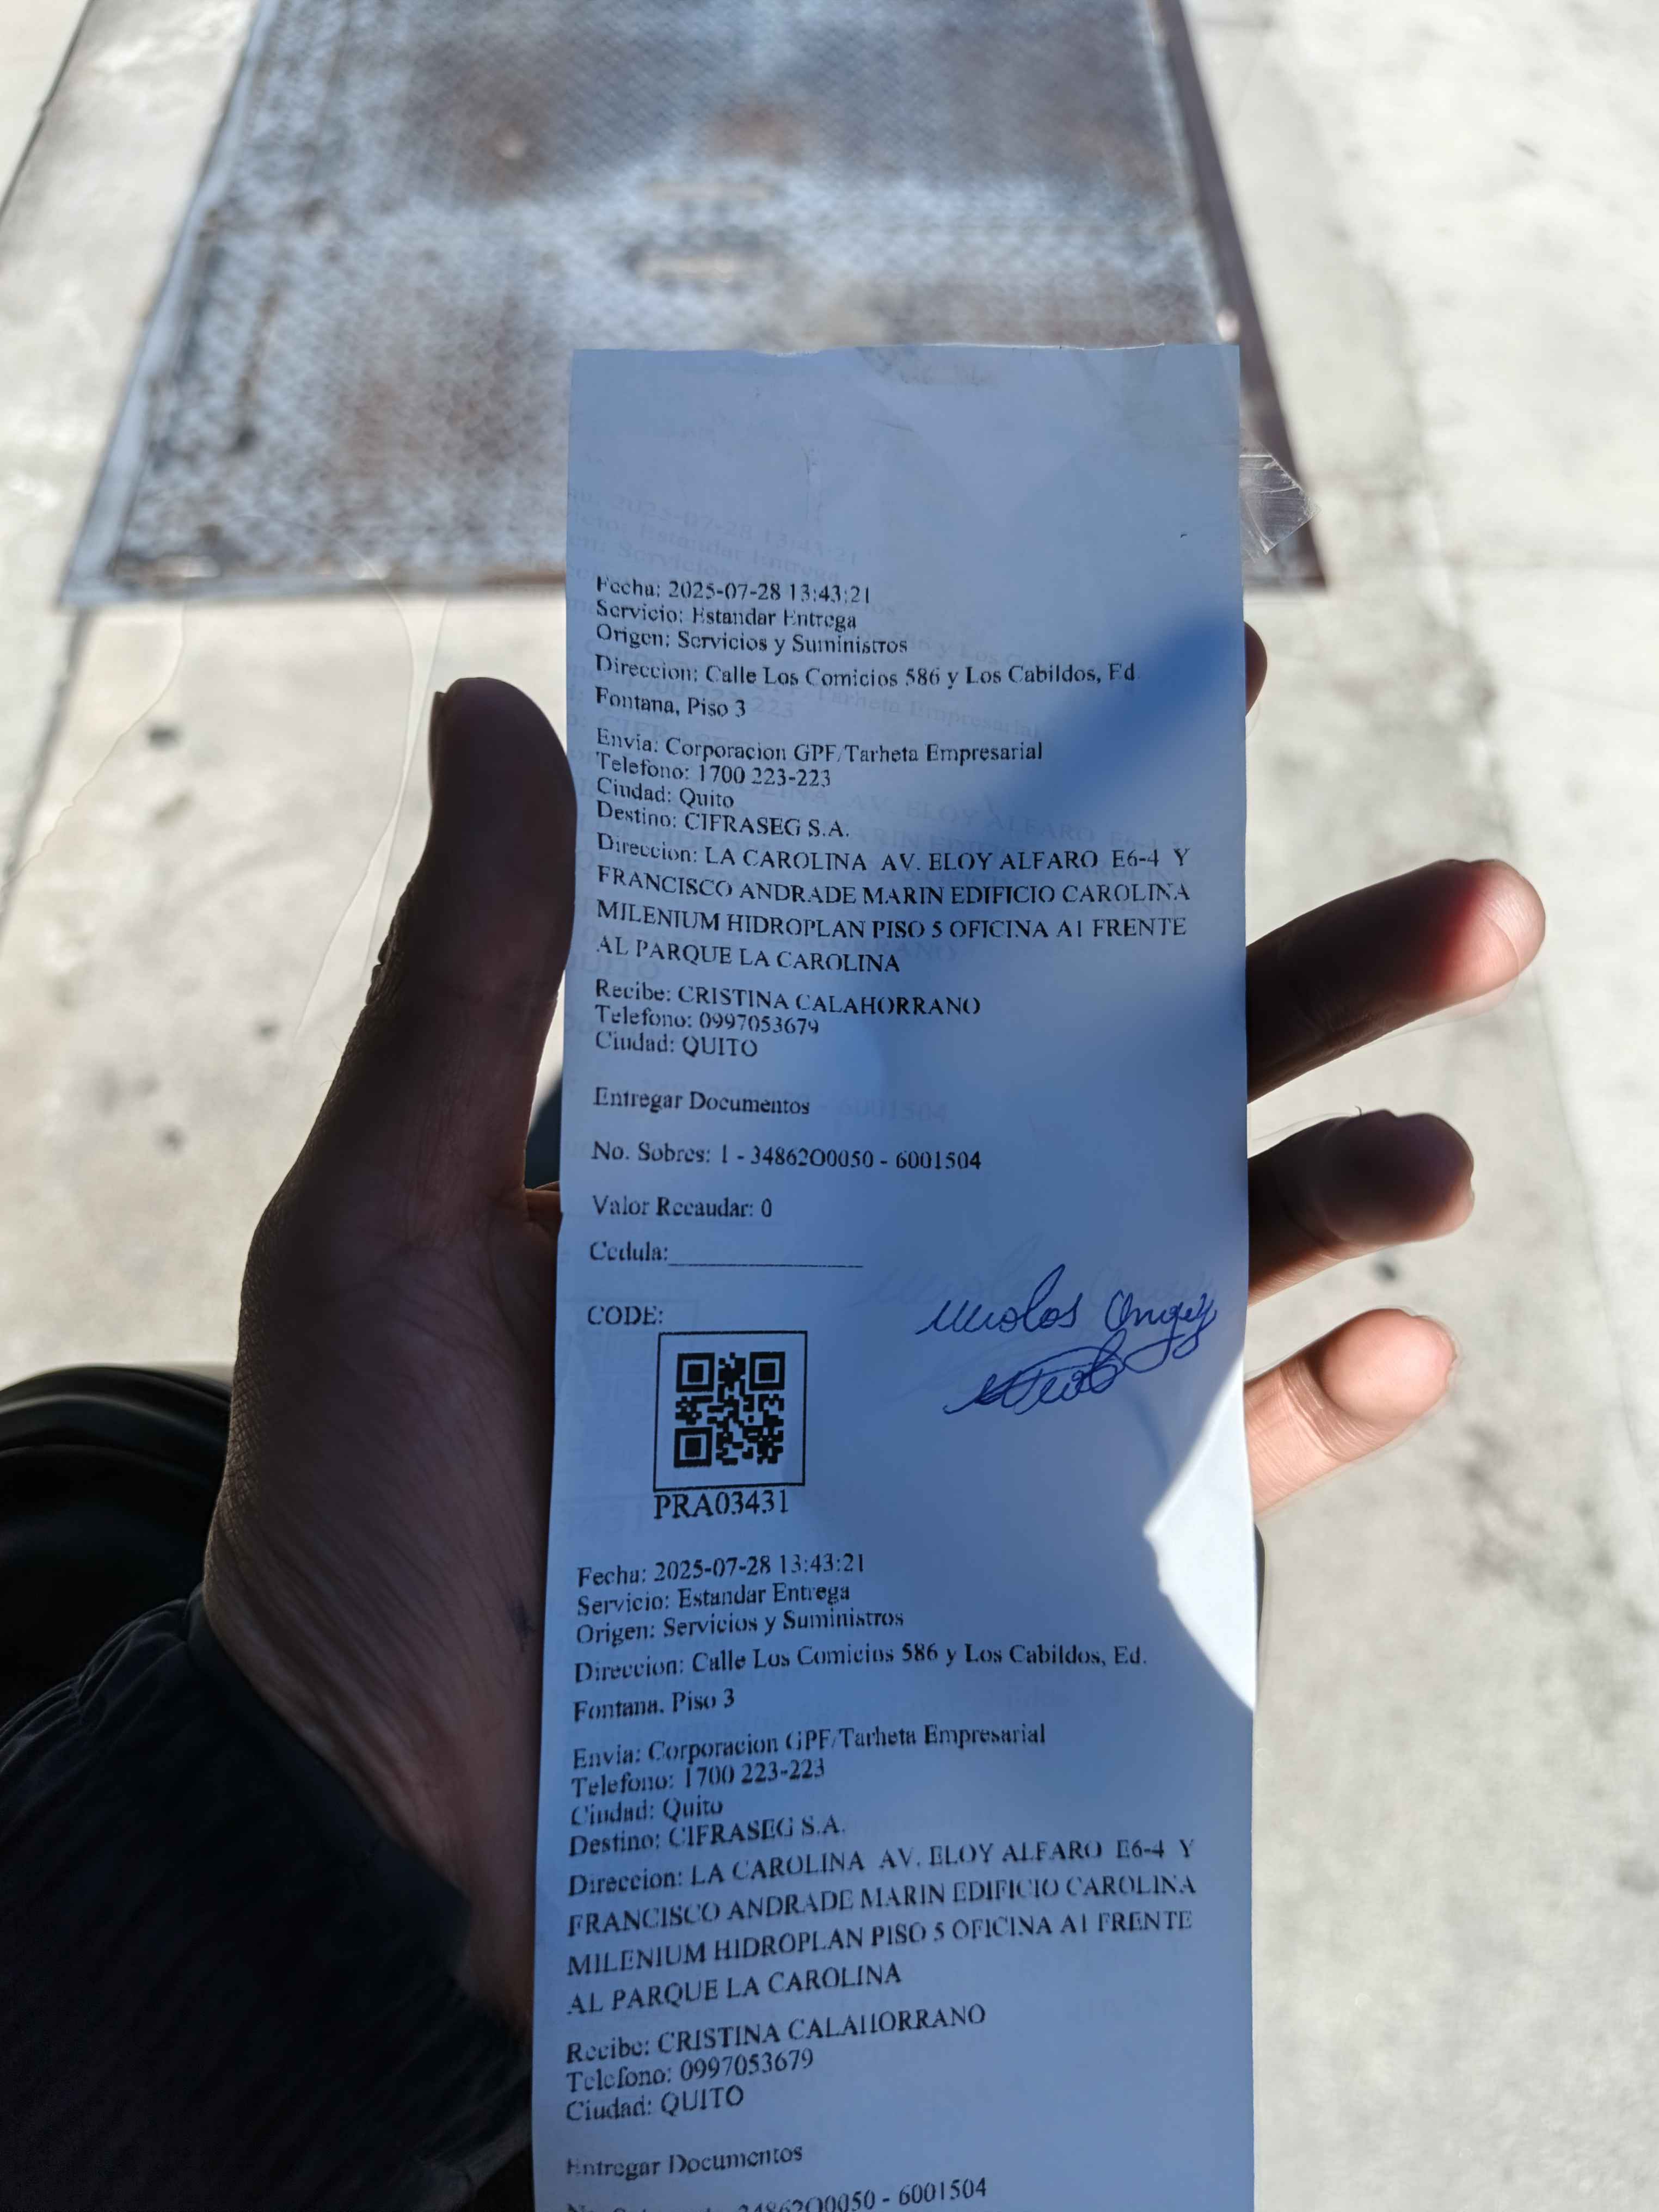 Fecha: 2025-07-28 13:43:21
Servicio: Estandar Entrega
Origen: Servicios y Suministros
Direccion: Calle Los Comicios 586 y Los Cabildos, Ed.
Fontana, Piso 3
Envia: Corporacion GPF/Tarheta Empresarial
Telefono: 1700 223-223
Ciudad: Quito
Destino: CIFRASEG S.A.
Direccion: LA CAROLINA AV. ELOY ALFARO E6-4 Y
FRANCISCO ANDRADE MARIN EDIFICIO CAROLINA
MILENIUM HIDROPLAN PISO 5 OFICINA A1 FRENTE
AL PARQUE LA CAROLINA
Recibe: CRISTINA CALAHORRANO
Telefono: 0997053679
Ciudad: QUITO
Entregar Documentos
No. Sobres: 1 - 34862O0050 - 6001504
Valor Recaudar: 0
Cedula:
CODE:
PRA03431
Fecha: 2025-07-28 13:43:21
Servicio: Estandar Entrega
Origen: Servicios y Suministros
Direccion: Calle Los Comicios 586 y Los Cabildos, Ed.
Fontana. Piso 3
Envia: Corporacion GPF/Tarheta Empresarial
Telefono: 1700 223-223
Ciudad: Quito
Destino: CIFRASEG S.A.
Direccion: LA CAROLINA AV. ELOY ALFARO E6-4 Y
FRANCISCO ANDRADE MARIN EDIFICIO CAROLINA
MILENIUM HIDROPLAN PISO 5 OFICINA A1 FRENTE
AL PARQUE LA CAROLINA
Recibe: CRISTINA CALAHORRANO
Telefono: 0997053679
Ciudad: QUITO
Entregar Documentos
34862O0050 - 6001504